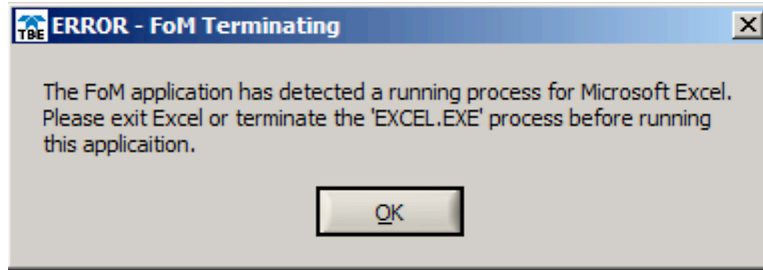 TBE ERROR - FoM Terminating
The FoM application has detected a running process for Microsoft Excel.
Please exit Excel or terminate the 'EXCEL.EXE' process before running
this applicaition.
OK